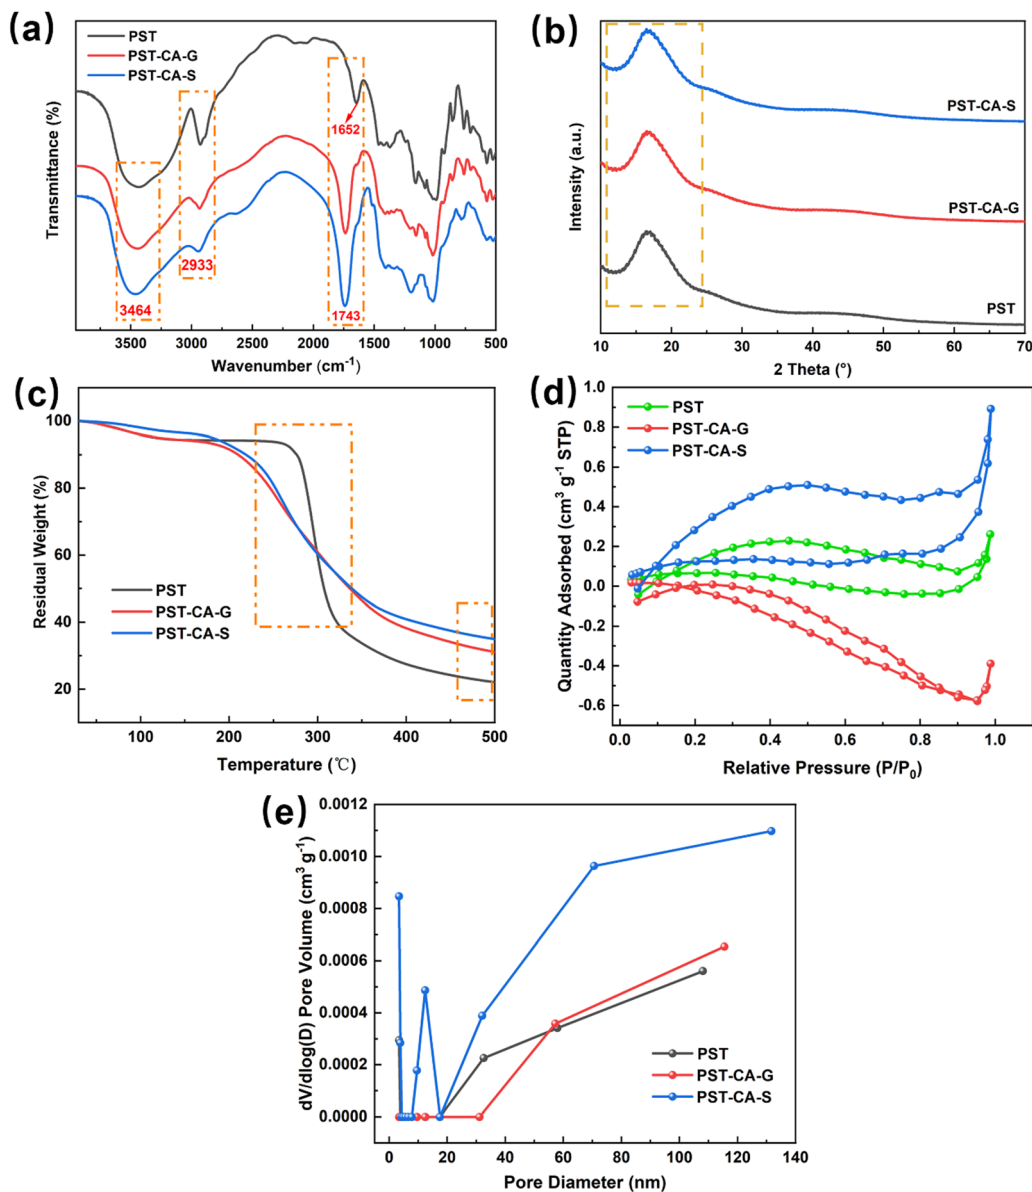 (a)
PST
PST-CA-G
PST-CA-S
1652
2933
3464
1743
Transmittance (%)
3500 3000 2500 2000 1500 1000 500
Wavenumber (cm-1)
(b)
PST-CA-S
PST-CA-G
PST
Intensity (a.u.)
10 20 30 40 50 60 70
2 Theta (°)
(c)
100
80
60
40
20
Residual Weight (%)
PST
PST-CA-G
PST-CA-S
100 200 300 400 500
Temperature (℃)
(d)
1.0
0.8
0.6
0.4
0.2
0.0
-0.2
-0.4
-0.6
Quantity Adsorbed (cm³ g⁻¹ STP)
PST
PST-CA-G
PST-CA-S
0.0 0.2 0.4 0.6 0.8 1.0
Relative Pressure (P/P₀)
(e)
0.0012
0.0010
0.0008
0.0006
0.0004
0.0002
0.0000
dV/dlog(D) Pore Volume (cm³ g⁻¹)
PST
PST-CA-G
PST-CA-S
0 20 40 60 80 100 120 140
Pore Diameter (nm)